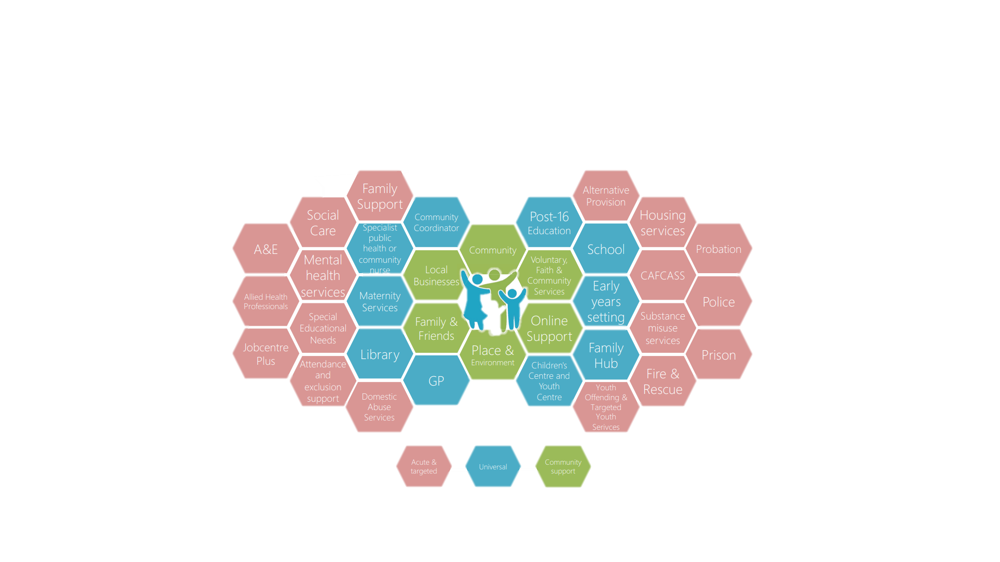 Family
Support
Alternative
Provision
Social
Care
Community
Coordinator
Post-16
Education
Housing
services
A&E
Specialist
public
health or
community
nurse
Community
School
Probation
Mental
health
services
Local
Businesses
Voluntary,
Faith &
Community
Services
CAFCASS
Allied Health
Professionals
Maternity
Services
Early
years
setting
Police
Special
Educational
Needs
Family &
Friends
Online
Support
Substance
misuse
services
Jobcentre
Plus
Library
Place &
Environment
Family
Hub
Prison
Attendance
and
exclusion
support
GP
Children's
Centre and
Youth
Centre
Fire &
Rescue
Domestic
Abuse
Services
Youth
Offending &
Targeted
Youth
Serivces
Acute &
targeted
Universal
Community
support